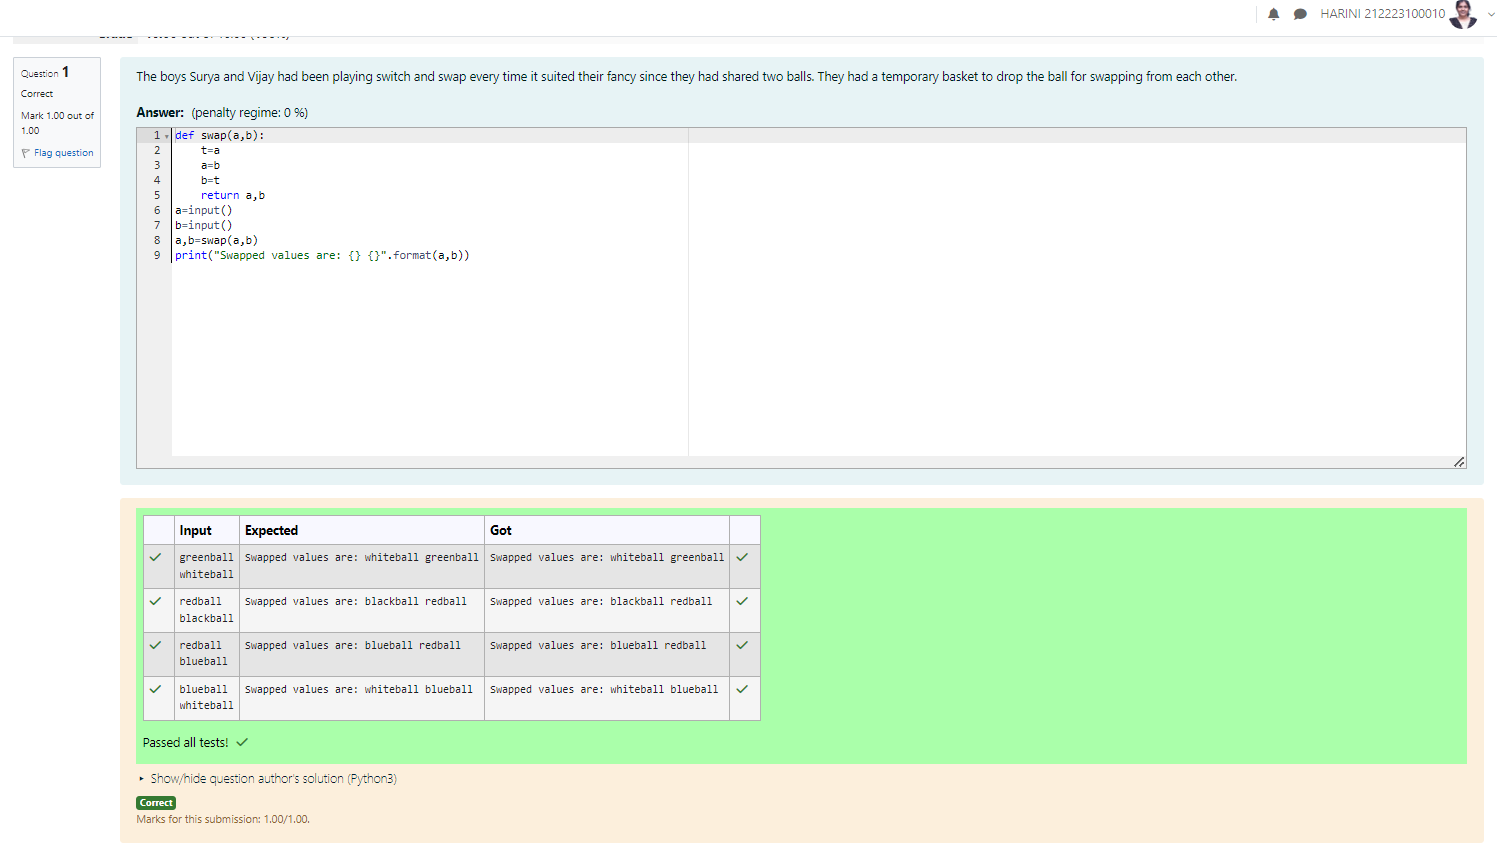 HARINI 212223100010
Question 1
Correct
Mark 1.00 out of
1.00
Flag question
The boys Surya and Vijay had been playing switch and swap every time it suited their fancy since they had shared two balls. They had a temporary basket to drop the ball for swapping from each other.
Answer: (penalty regime: 0 %)
1 def swap(a,b):
2 t=a
3 a=b
4 b=t
5 return a,b
6 a=input()
7 b=input()
8 a,b=swap(a,b)
9 print("Swapped values are: {} {}".format(a,b))
Input Expected Got
greenball Swapped values are: whiteball greenball Swapped values are: whiteball greenball
whiteball
redball Swapped values are: blackball redball Swapped values are: blackball redball
blackball
redball Swapped values are: blueball redball Swapped values are: blueball redball
blueball
blueball Swapped values are: whiteball blueball Swapped values are: whiteball blueball
whiteball
Passed all tests!
Show/hide question author's solution (Python3)
Correct
Marks for this submission: 1.00/1.00.